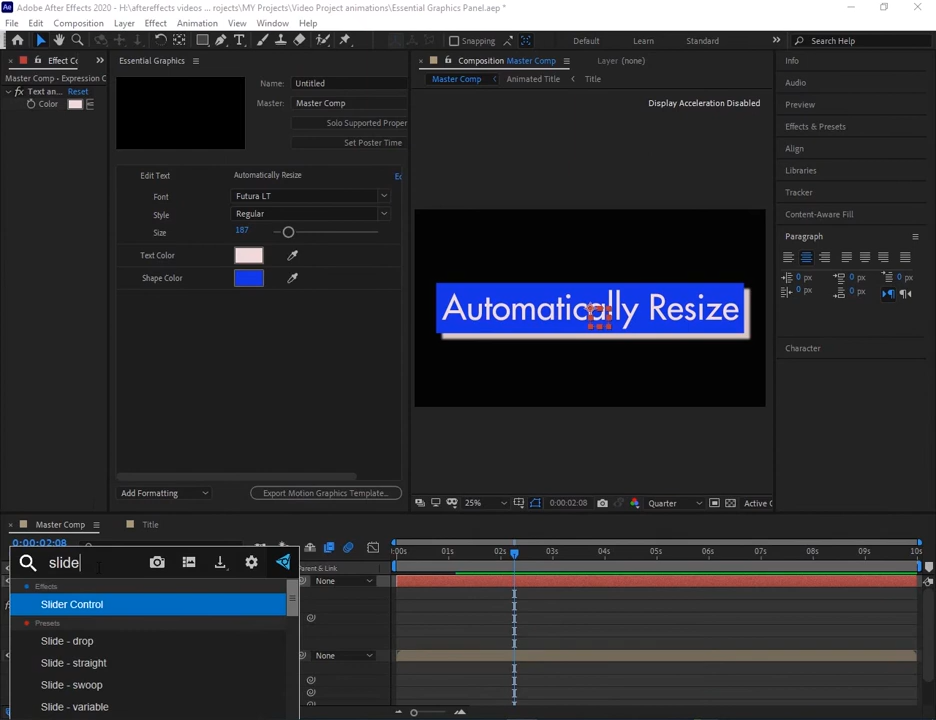 Adobe After Effects 2020 - H:\aftereffects videos ... rojects\MY Projects\Video Project animations\Essential Graphics Panel.aep *
File Edit Composition Layer Effect Animation View Window Help
Snapping Default Learn Standard Search Help
Effect Cc
Master Comp - Expression C
Text an... Reset
Color
Essential Graphics
Name: Untitled
Master: Master Comp
Solo Supported Proper
Set Poster Time
Edit Text Automatically Resize
Font Futura LT
Style Regular
Size 187
Text Color
Shape Color
Add Formatting
Export Motion Graphics Template...
Composition Master Comp
Layer (none)
Master Comp Animated Title Title
Display Acceleration Disabled
Automatically Resize
25% 0:00:02:08 Quarter Active C
Info
Audio
Preview
Effects & Presets
Align
Libraries
Tracker
Content-Aware Fill
Paragraph
0 px 0 px 0 px
0 px 0 px
Character
Master Comp Title
0:00:02:08
:00s 01s 02s 03s 04s 05s 06s 07s 08s 09s 10s
Parent & Link
None
None
slide
Effects
Slider Control
Presets
Slide - drop
Slide - straight
Slide - swoop
Slide - variable